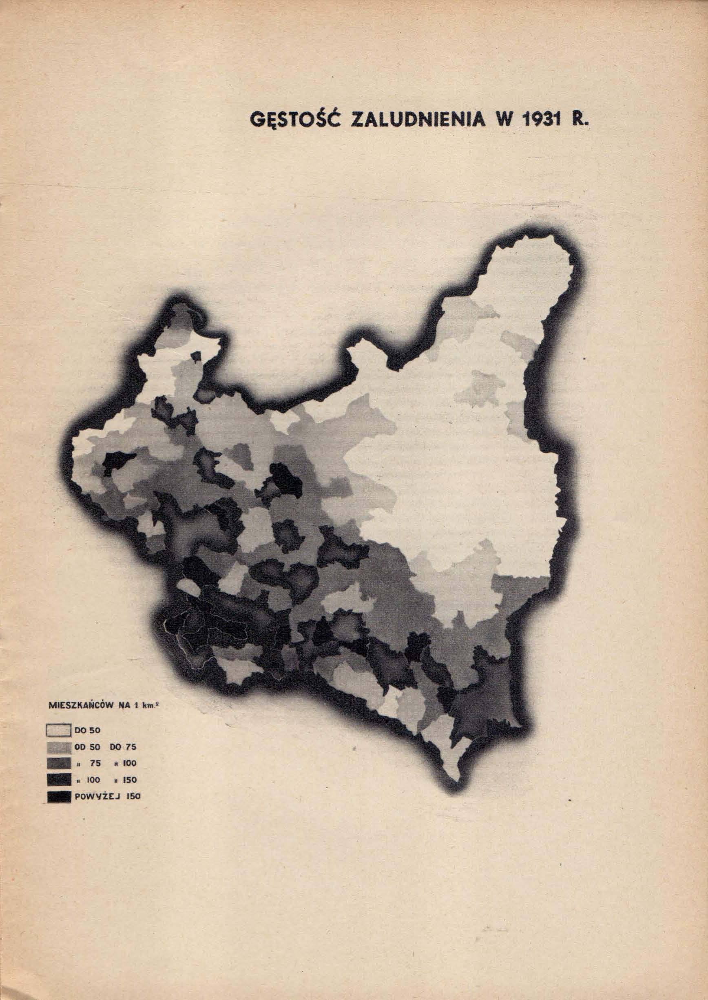 GĘSTOŚĆ ZALUDNIENIA W 1931 R.
MIESZKAŃCÓW NA 1 km.²
DO 50
OD 50 DO 75
„ 75 „ 100
„ 100 „ 150
POWYŻEJ 150